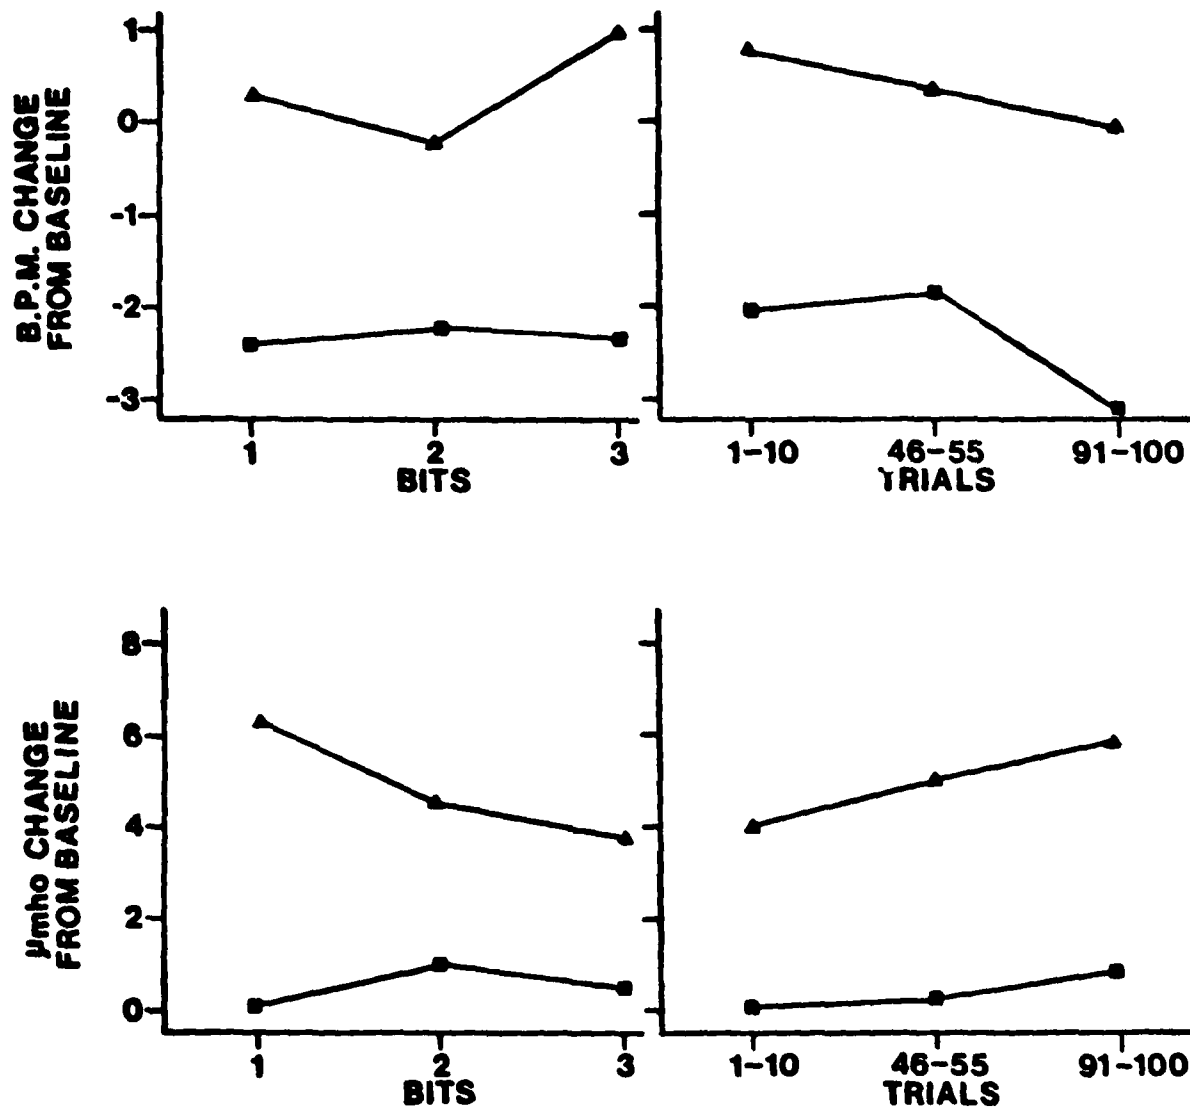 B.P.M. CHANGE
FROM BASELINE
1
0
-1
-2
-3
1 2 3
BITS
1-10 46-55 91-100
TRIALS
µmho CHANGE
FROM BASELINE
8
6
4
2
0
1 2 3
BITS
1-10 46-55 91-100
TRIALS